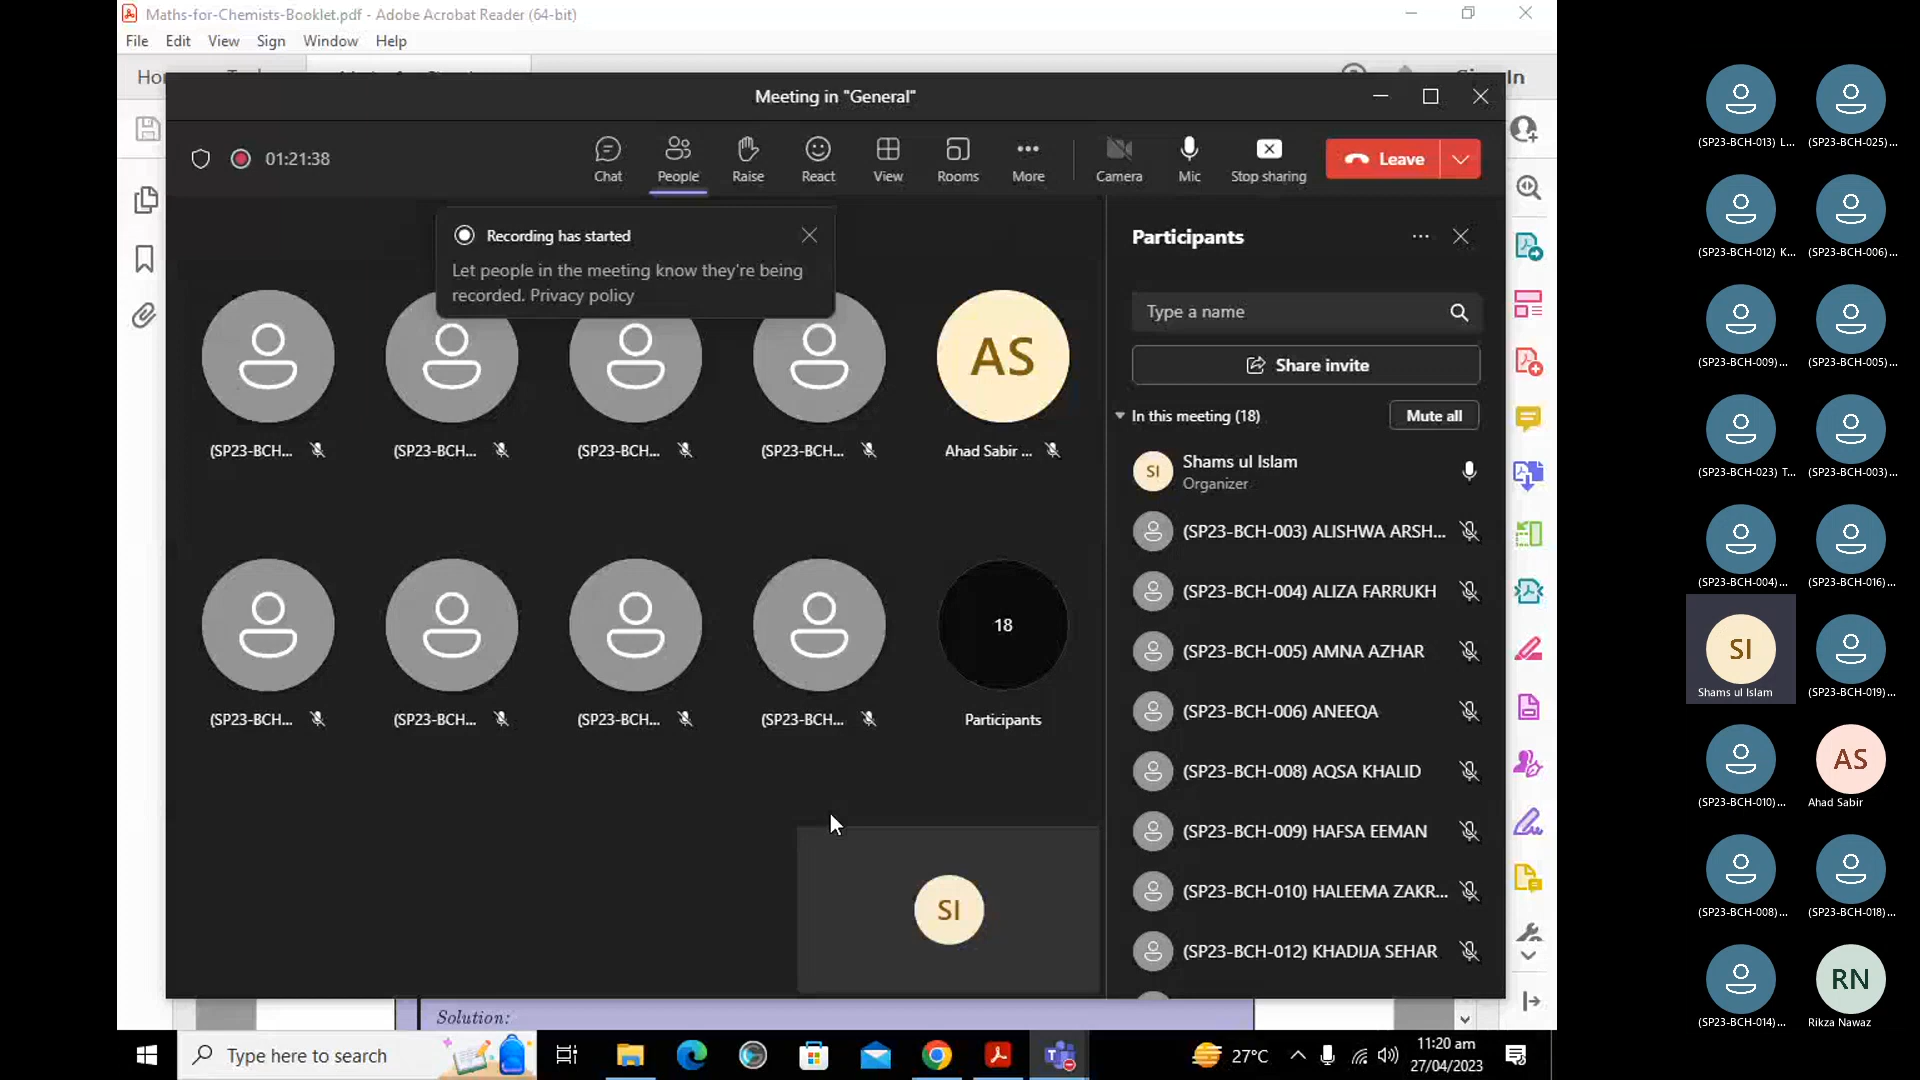 Maths-for-Chemists-Booklet.pdf - Adobe Acrobat Reader (64-bit)
File Edit View Sign Window Help
Meeting in "General"
01:21:38
Chat People Raise React View Rooms More Camera Mic Stop sharing Leave
Recording has started
Let people in the meeting know they're being
recorded. Privacy policy
AS
(SP23-BCH... (SP23-BCH... (SP23-BCH... (SP23-BCH... Ahad Sabir ...
18
(SP23-BCH... (SP23-BCH... (SP23-BCH... (SP23-BCH... Participants
SI
Participants
Type a name
Share invite
In this meeting (18) Mute all
SI Shams ul Islam
Organizer
(SP23-BCH-003) ALISHWA ARSH...
(SP23-BCH-004) ALIZA FARRUKH
(SP23-BCH-005) AMNA AZHAR
(SP23-BCH-006) ANEEQA
(SP23-BCH-008) AQSA KHALID
(SP23-BCH-009) HAFSA EEMAN
(SP23-BCH-010) HALEEMA ZAKR...
(SP23-BCH-012) KHADIJA SEHAR
Solution:
Type here to search
27°C
11:20 am
27/04/2023
(SP23-BCH-013) L... (SP23-BCH-025)...
(SP23-BCH-012) K... (SP23-BCH-006)...
(SP23-BCH-009)... (SP23-BCH-005)...
(SP23-BCH-023) T... (SP23-BCH-003)...
(SP23-BCH-004)... (SP23-BCH-016)...
SI
Shams ul Islam (SP23-BCH-019)...
AS
(SP23-BCH-010)... Ahad Sabir
(SP23-BCH-008)... (SP23-BCH-018)...
RN
(SP23-BCH-014)... Rikza Nawaz